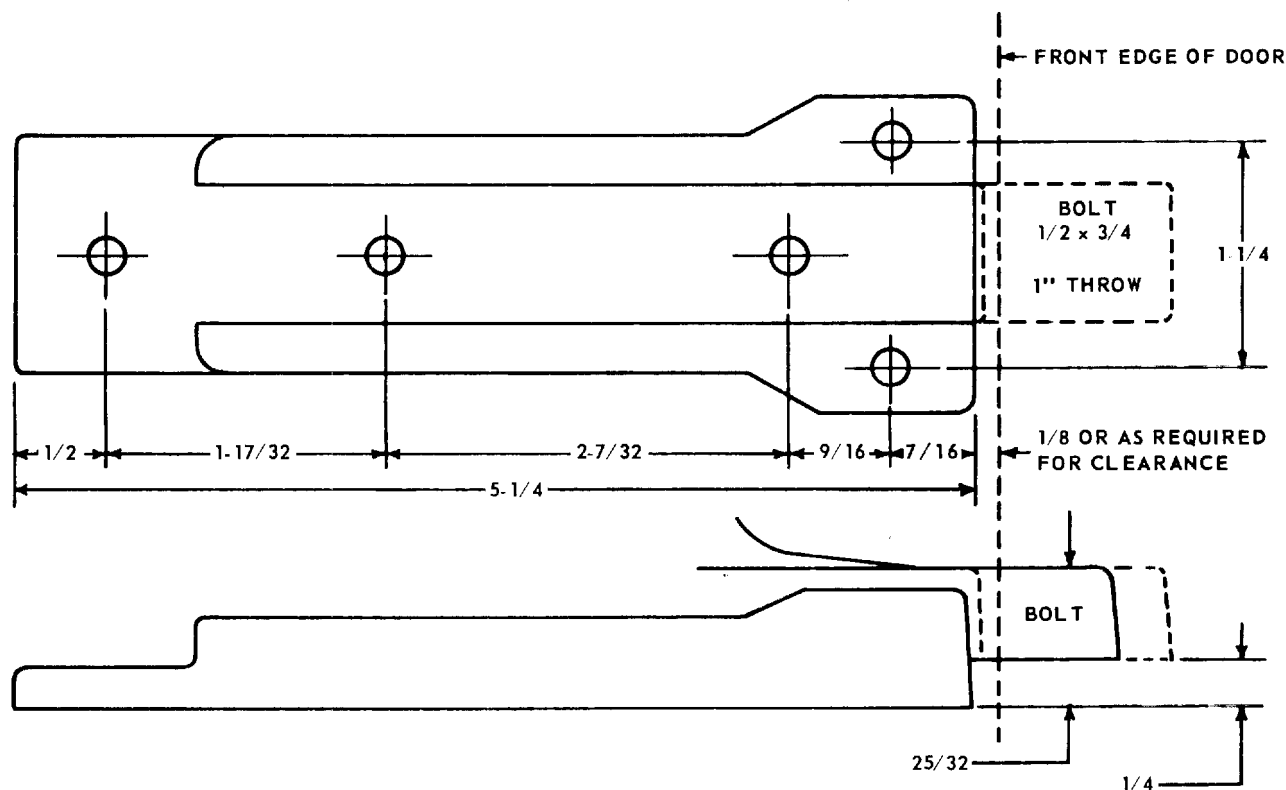 FRONT EDGE OF DOOR
BOLT
1/2 × 3/4
1" THROW
1-1/4
1/2
1-17/32
2-7/32
9/16
7/16
1/8 OR AS REQUIRED
FOR CLEARANCE
5-1/4
BOLT
25/32
1/4